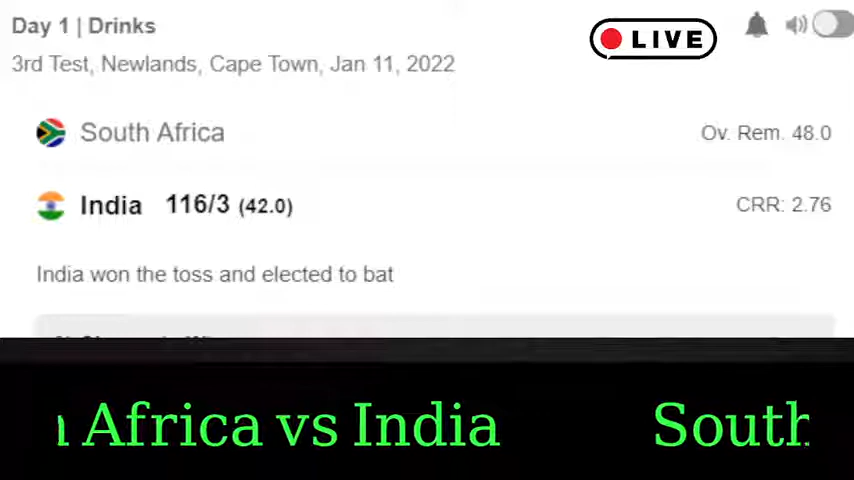 Day 1 | Drinks
LIVE
3rd Test, Newlands, Cape Town, Jan 11, 2022
South Africa Ov. Rem. 48.0
India 116/3 (42.0) CRR: 2.76
India won the toss and elected to bat
Africa vs India South